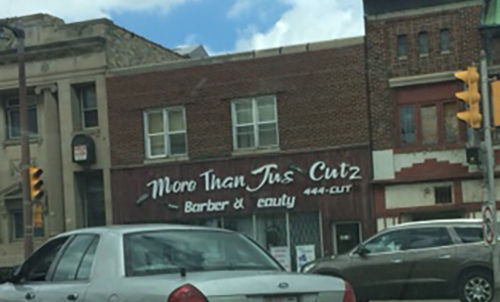 More Than Jus Cutz
444-CUT
Barber & eauty